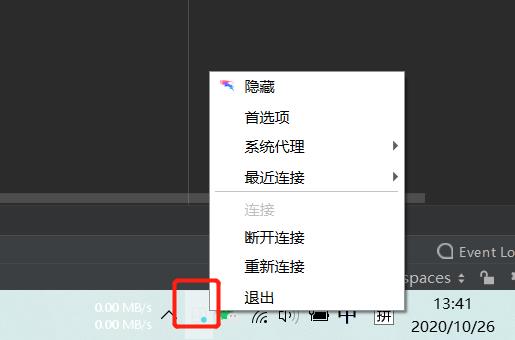 隐藏
首选项
系统代理
最近连接
连接
断开连接
重新连接
退出
Event Lo
spaces
0.00 MB/s
0.00 MB/s
中
拼
13:41
2020/10/26